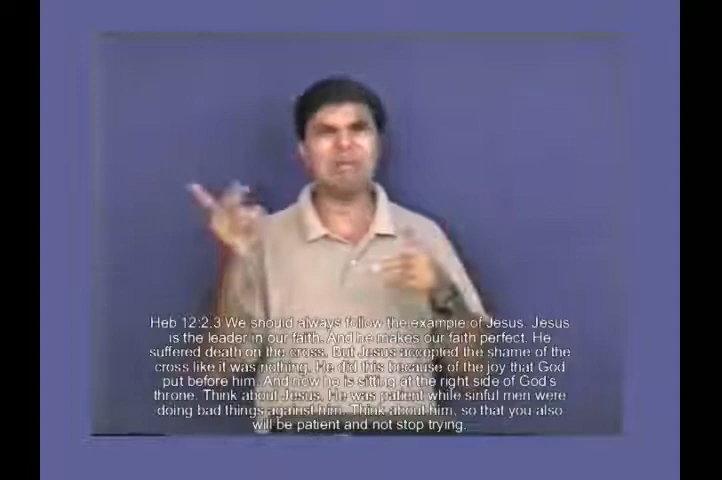 Heb 12:2,3 We should always follow the example of Jesus. Jesus
is the leader in our faith. And he makes our faith perfect. He
suffered death on the cross. But Jesus accepted the shame of the
cross like it was nothing. He did this because of the joy that God
put before him. And now he is sitting at the right side of God's
throne. Think about Jesus. He was patient while sinful men were
doing bad things against him. Think about him, so that you also
will be patient and not stop trying.